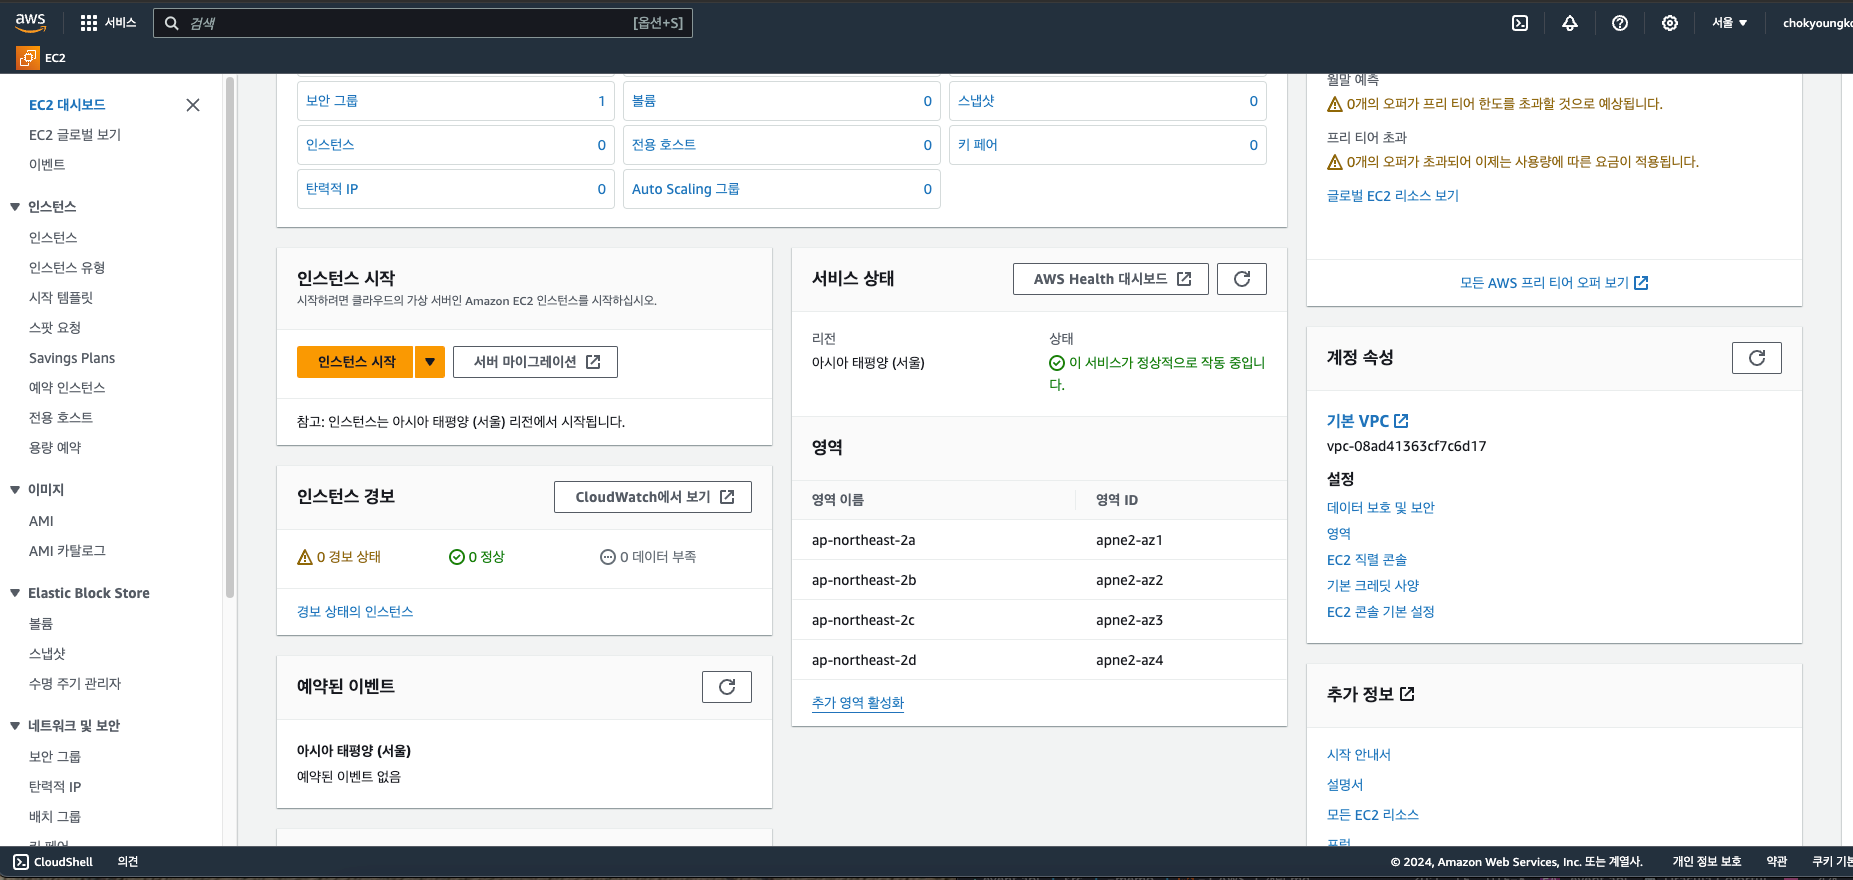 aws
서비스
검색
[옵션+S]
서울
EC2
EC2 대시보드
EC2 글로벌 보기
이벤트
인스턴스
인스턴스
인스턴스 유형
시작 템플릿
스팟 요청
Savings Plans
예약 인스턴스
전용 호스트
용량 예약
이미지
AMI
AMI 카탈로그
Elastic Block Store
볼륨
스냅샷
수명 주기 관리자
네트워크 및 보안
보안 그룹
탄력적 IP
배치 그룹
키 페어
보안 그룹 1
볼륨 0
스냅샷 0
인스턴스 0
전용 호스트 0
키 페어 0
탄력적 IP 0
Auto Scaling 그룹 0
인스턴스 시작
시작하려면 클라우드의 가상 서버인 Amazon EC2 인스턴스를 시작하십시오.
인스턴스 시작
서버 마이그레이션
참고: 인스턴스는 아시아 태평양 (서울) 리전에서 시작됩니다.
인스턴스 경보
CloudWatch에서 보기
0 경보 상태
0 정상
0 데이터 부족
경보 상태의 인스턴스
예약된 이벤트
아시아 태평양 (서울)
예약된 이벤트 없음
서비스 상태
AWS Health 대시보드
리전
상태
아시아 태평양 (서울)
이 서비스가 정상적으로 작동 중입니
다.
영역
영역 이름
영역 ID
ap-northeast-2a
apne2-az1
ap-northeast-2b
apne2-az2
ap-northeast-2c
apne2-az3
ap-northeast-2d
apne2-az4
추가 영역 활성화
월말 예측
0개의 오퍼가 프리 티어 한도를 초과할 것으로 예상됩니다.
프리 티어 초과
0개의 오퍼가 초과되어 이제는 사용량에 따른 요금이 적용됩니다.
글로벌 EC2 리소스 보기
모든 AWS 프리 티어 오퍼 보기
계정 속성
기본 VPC
vpc-08ad41363cf7c6d17
설정
데이터 보호 및 보안
영역
EC2 직렬 콘솔
기본 크레딧 사양
EC2 콘솔 기본 설정
추가 정보
시작 안내서
설명서
모든 EC2 리소스
포럼
CloudShell
의견
© 2024, Amazon Web Services, Inc. 또는 계열사.
개인 정보 보호
약관
쿠키 기본